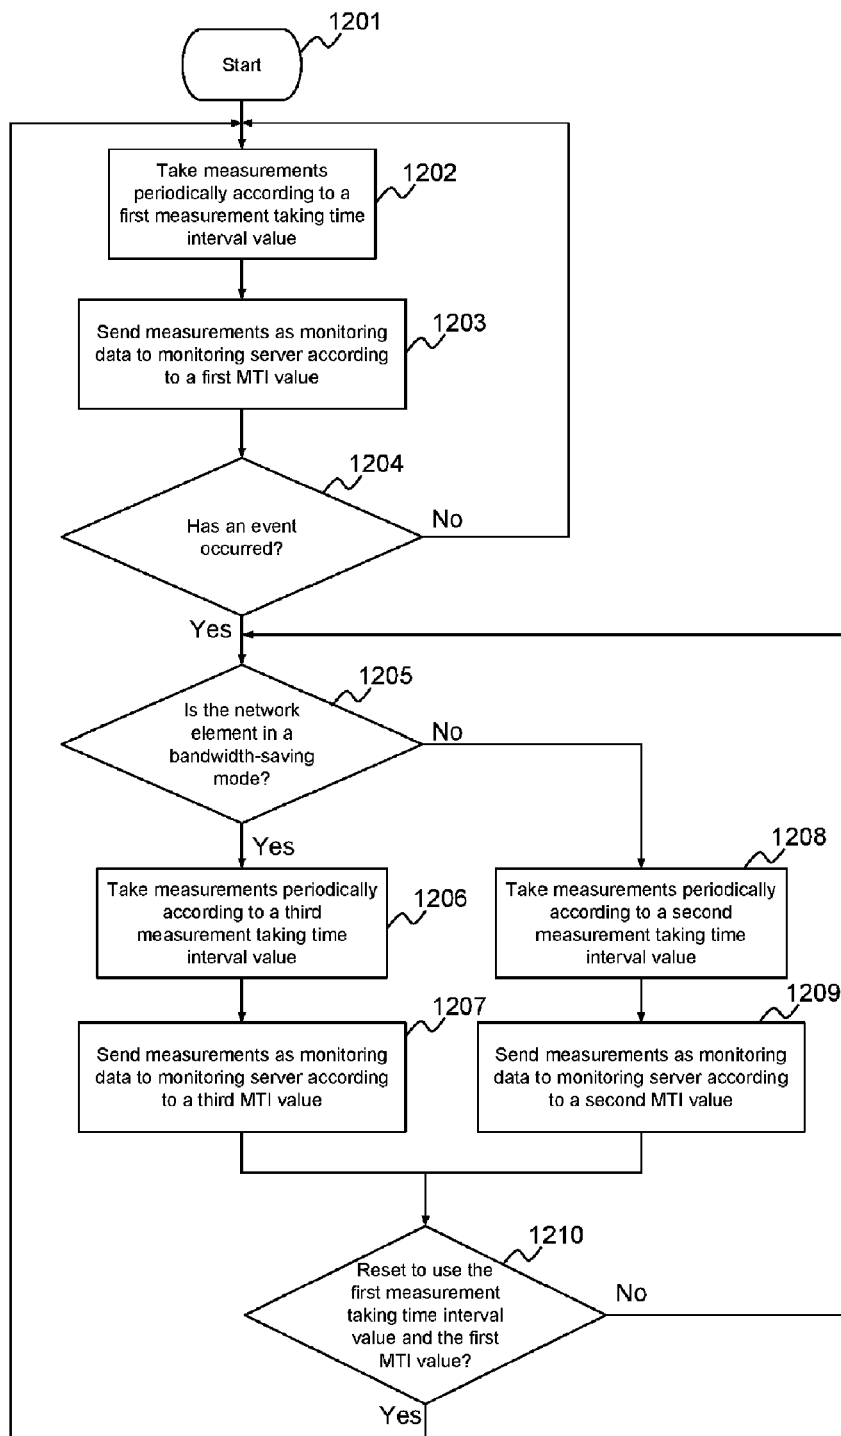 1201
Start
Take measurements
periodically according to a
first measurement taking time
interval value
1202
Send measurements as monitoring
data to monitoring server according
to a first MTI value
1203
1204
Has an event
occurred?
No
Yes
1205
Is the network
element in a
bandwidth-saving
mode?
No
Yes
Take measurements periodically
according to a third
measurement taking time
interval value
1206
1208
Take measurements periodically
according to a second
measurement taking time
interval value
1207
Send measurements as monitoring
data to monitoring server according
to a third MTI value
1209
Send measurements as monitoring
data to monitoring server according
to a second MTI value
1210
Reset to use the
first measurement
taking time interval
value and the first
MTI value?
No
Yes